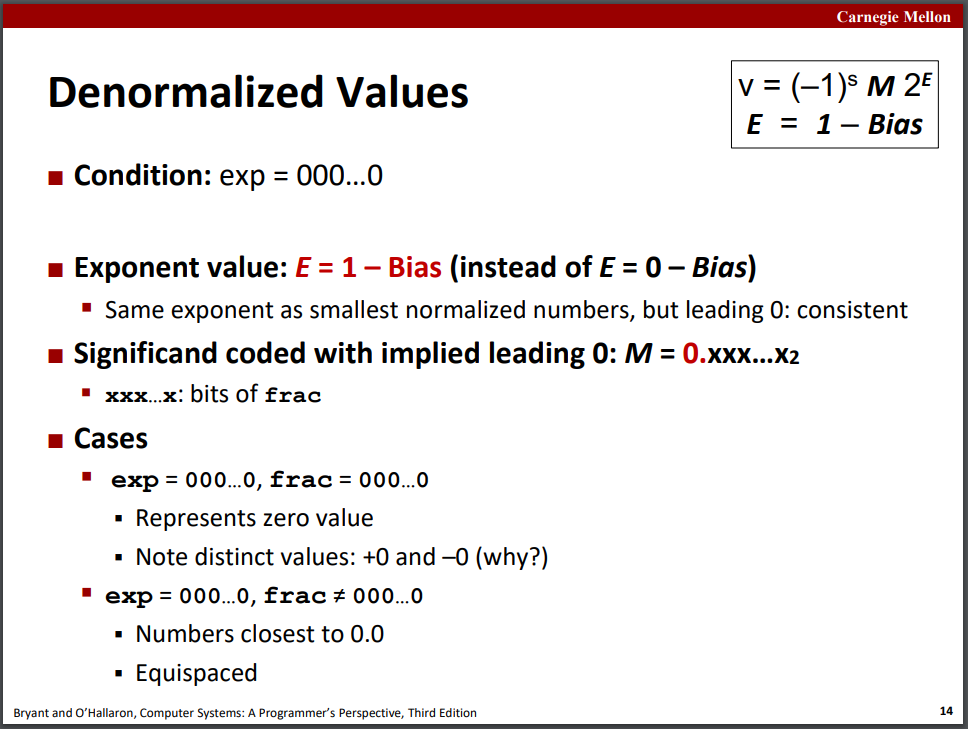 Carnegie Mellon
Denormalized Values
v = (–1)ˢ M 2ᴱ
E = 1 – Bias
■ Condition: exp = 000…0
■ Exponent value: E = 1 – Bias (instead of E = 0 – Bias)
▪ Same exponent as smallest normalized numbers, but leading 0: consistent
■ Significand coded with implied leading 0: M = 0.xxx…x₂
▪ xxx…x: bits of frac
■ Cases
▪ exp = 000…0, frac = 000…0
▪ Represents zero value
▪ Note distinct values: +0 and –0 (why?)
▪ exp = 000…0, frac ≠ 000…0
▪ Numbers closest to 0.0
▪ Equispaced
Bryant and O’Hallaron, Computer Systems: A Programmer’s Perspective, Third Edition
14